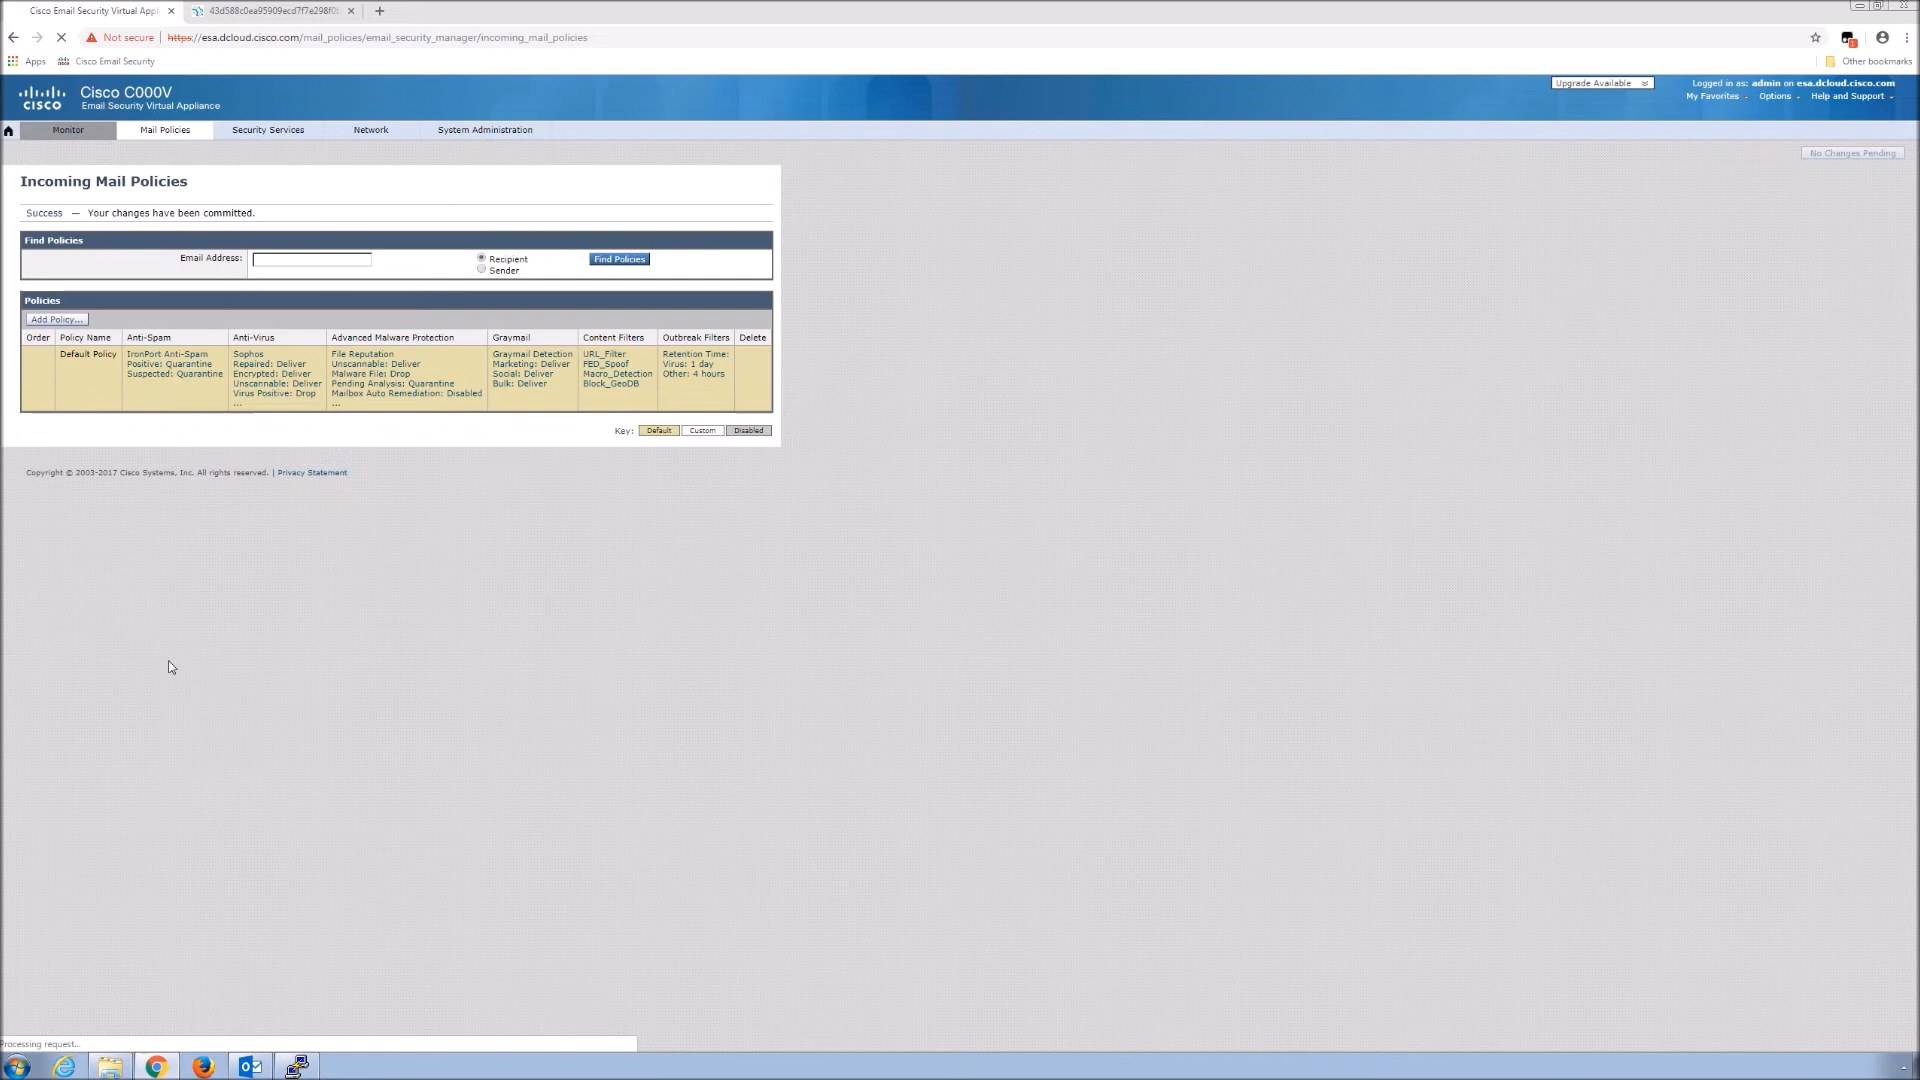 Cisco Email Security Virtual Appl
43d588c0ea95909ecd7f7e298f0
Not secure | https://esa.dcloud.cisco.com/mail_policies/email_security_manager/incoming_mail_policies
Apps Cisco Email Security Other bookmarks
cisco
Cisco C000V
Email Security Virtual Appliance
Upgrade Available
Logged in as: admin on esa.dcloud.cisco.com
My Favorites Options Help and Support
Monitor Mail Policies Security Services Network System Administration
No Changes Pending
Incoming Mail Policies
Success — Your changes have been committed.
Find Policies
Email Address: Recipient Find Policies
Sender
Policies
Add Policy...
Order Policy Name Anti-Spam Anti-Virus Advanced Malware Protection Graymail Content Filters Outbreak Filters Delete
Default Policy IronPort Anti-Spam Sophos File Reputation Graymail Detection URL_Filter Retention Time:
Positive: Quarantine Repaired: Deliver Unscannable: Deliver Marketing: Deliver FED_Spoof Virus: 1 day
Suspected: Quarantine Encrypted: Deliver Malware File: Drop Social: Deliver Macro_Detection Other: 4 hours
Unscannable: Deliver Pending Analysis: Quarantine Bulk: Deliver Block_GeoDB
Virus Positive: Drop Mailbox Auto Remediation: Disabled
... ...
Key: Default Custom Disabled
Copyright © 2003-2017 Cisco Systems, Inc. All rights reserved. | Privacy Statement
Processing request...